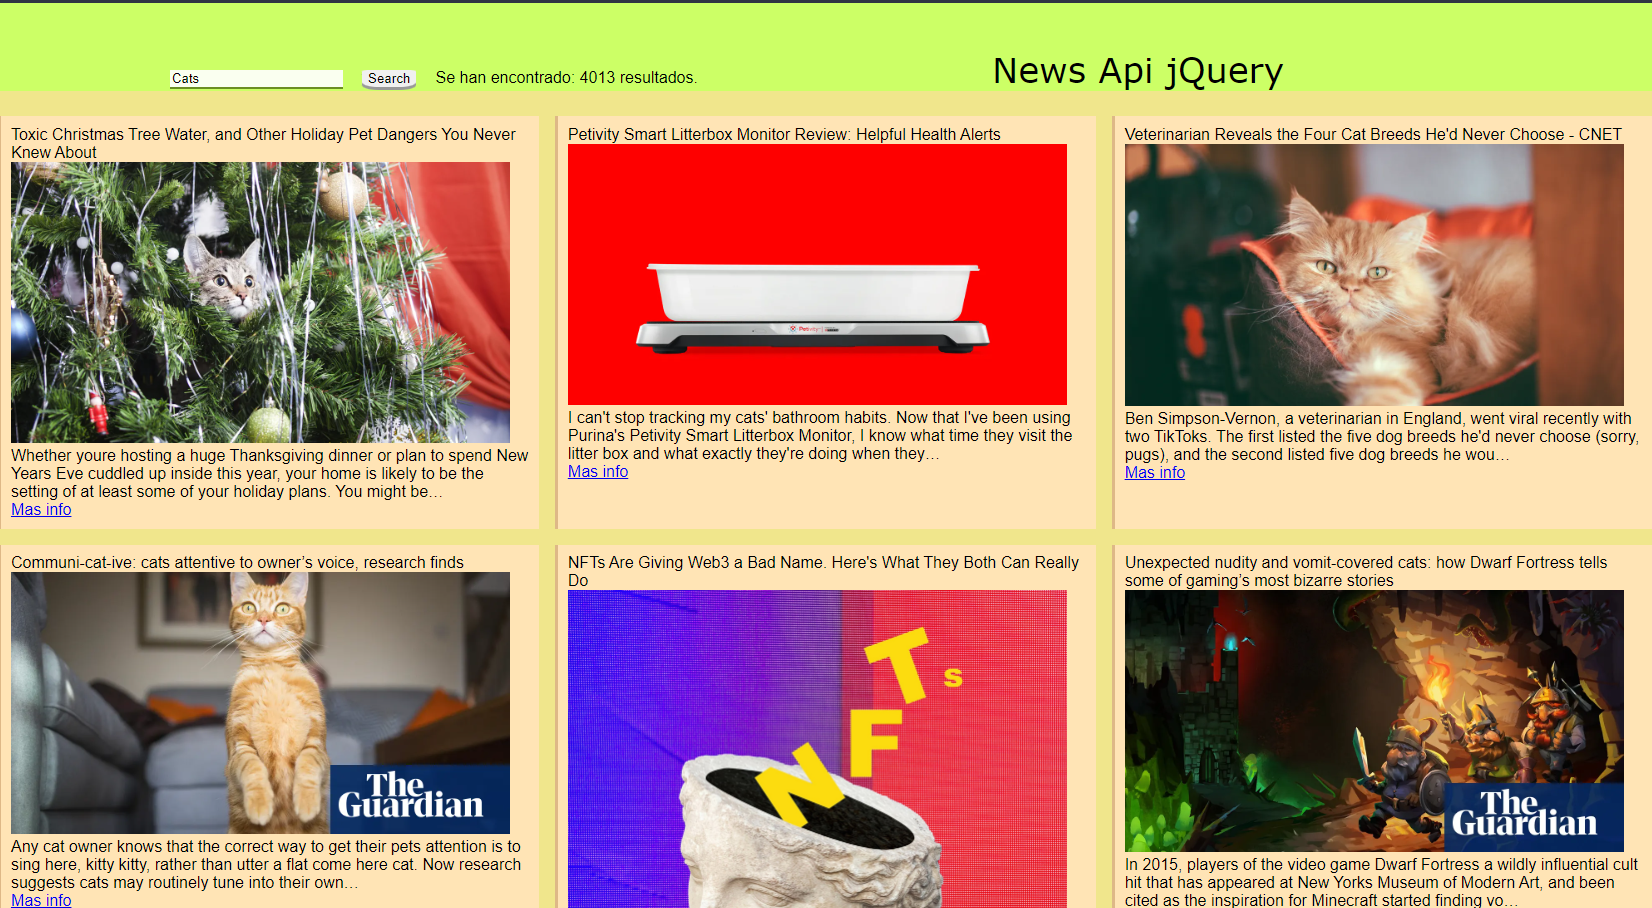 Cats
Search
Se han encontrado: 4013 resultados.
News Api jQuery
Toxic Christmas Tree Water, and Other Holiday Pet Dangers You Never
Knew About
Whether youre hosting a huge Thanksgiving dinner or plan to spend New
Years Eve cuddled up inside this year, your home is likely to be the
setting of at least some of your holiday plans. You might be…
Mas info
Petivity Smart Litterbox Monitor Review: Helpful Health Alerts
Petivity
I can't stop tracking my cats' bathroom habits. Now that I've been using
Purina's Petivity Smart Litterbox Monitor, I know what time they visit the
litter box and what exactly they're doing when they…
Mas info
Veterinarian Reveals the Four Cat Breeds He'd Never Choose - CNET
Ben Simpson-Vernon, a veterinarian in England, went viral recently with
two TikToks. The first listed the five dog breeds he'd never choose (sorry,
pugs), and the second listed five dog breeds he wou…
Mas info
Communi-cat-ive: cats attentive to owner’s voice, research finds
The
Guardian
Any cat owner knows that the correct way to get their pets attention is to
sing here, kitty kitty, rather than utter a flat come here cat. Now research
suggests cats may routinely tune into their own…
Mas info
NFTs Are Giving Web3 a Bad Name. Here's What They Both Can Really
Do
NFTs
Unexpected nudity and vomit-covered cats: how Dwarf Fortress tells
some of gaming’s most bizarre stories
The
Guardian
In 2015, players of the video game Dwarf Fortress a wildly influential cult
hit that has appeared at New Yorks Museum of Modern Art, and been
cited as the inspiration for Minecraft started finding vo…